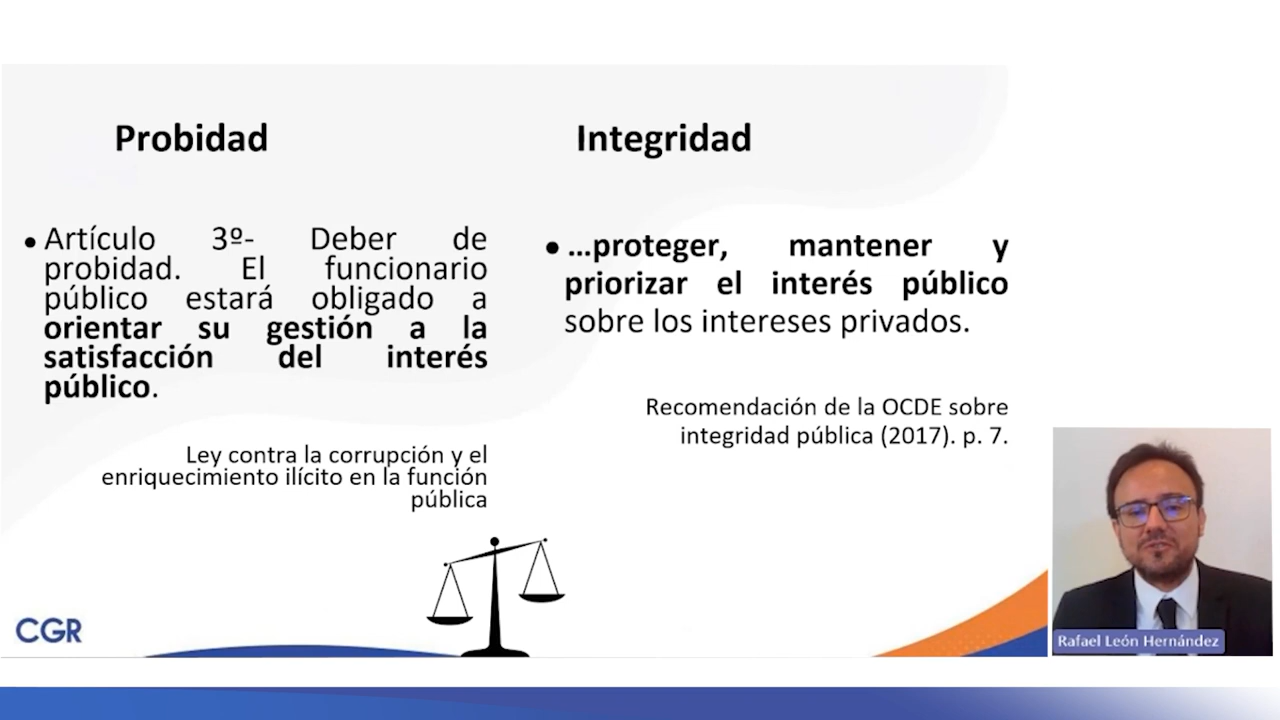 Probidad
• Artículo 3º- Deber de
probidad. El funcionario
público estará obligado a
orientar su gestión a la
satisfacción del interés
público.
Ley contra la corrupción y el
enriquecimiento ilícito en la función
pública
Integridad
• ...proteger, mantener y
priorizar el interés público
sobre los intereses privados.
Recomendación de la OCDE sobre
integridad pública (2017). p. 7.
CGR
Rafael León Hernández